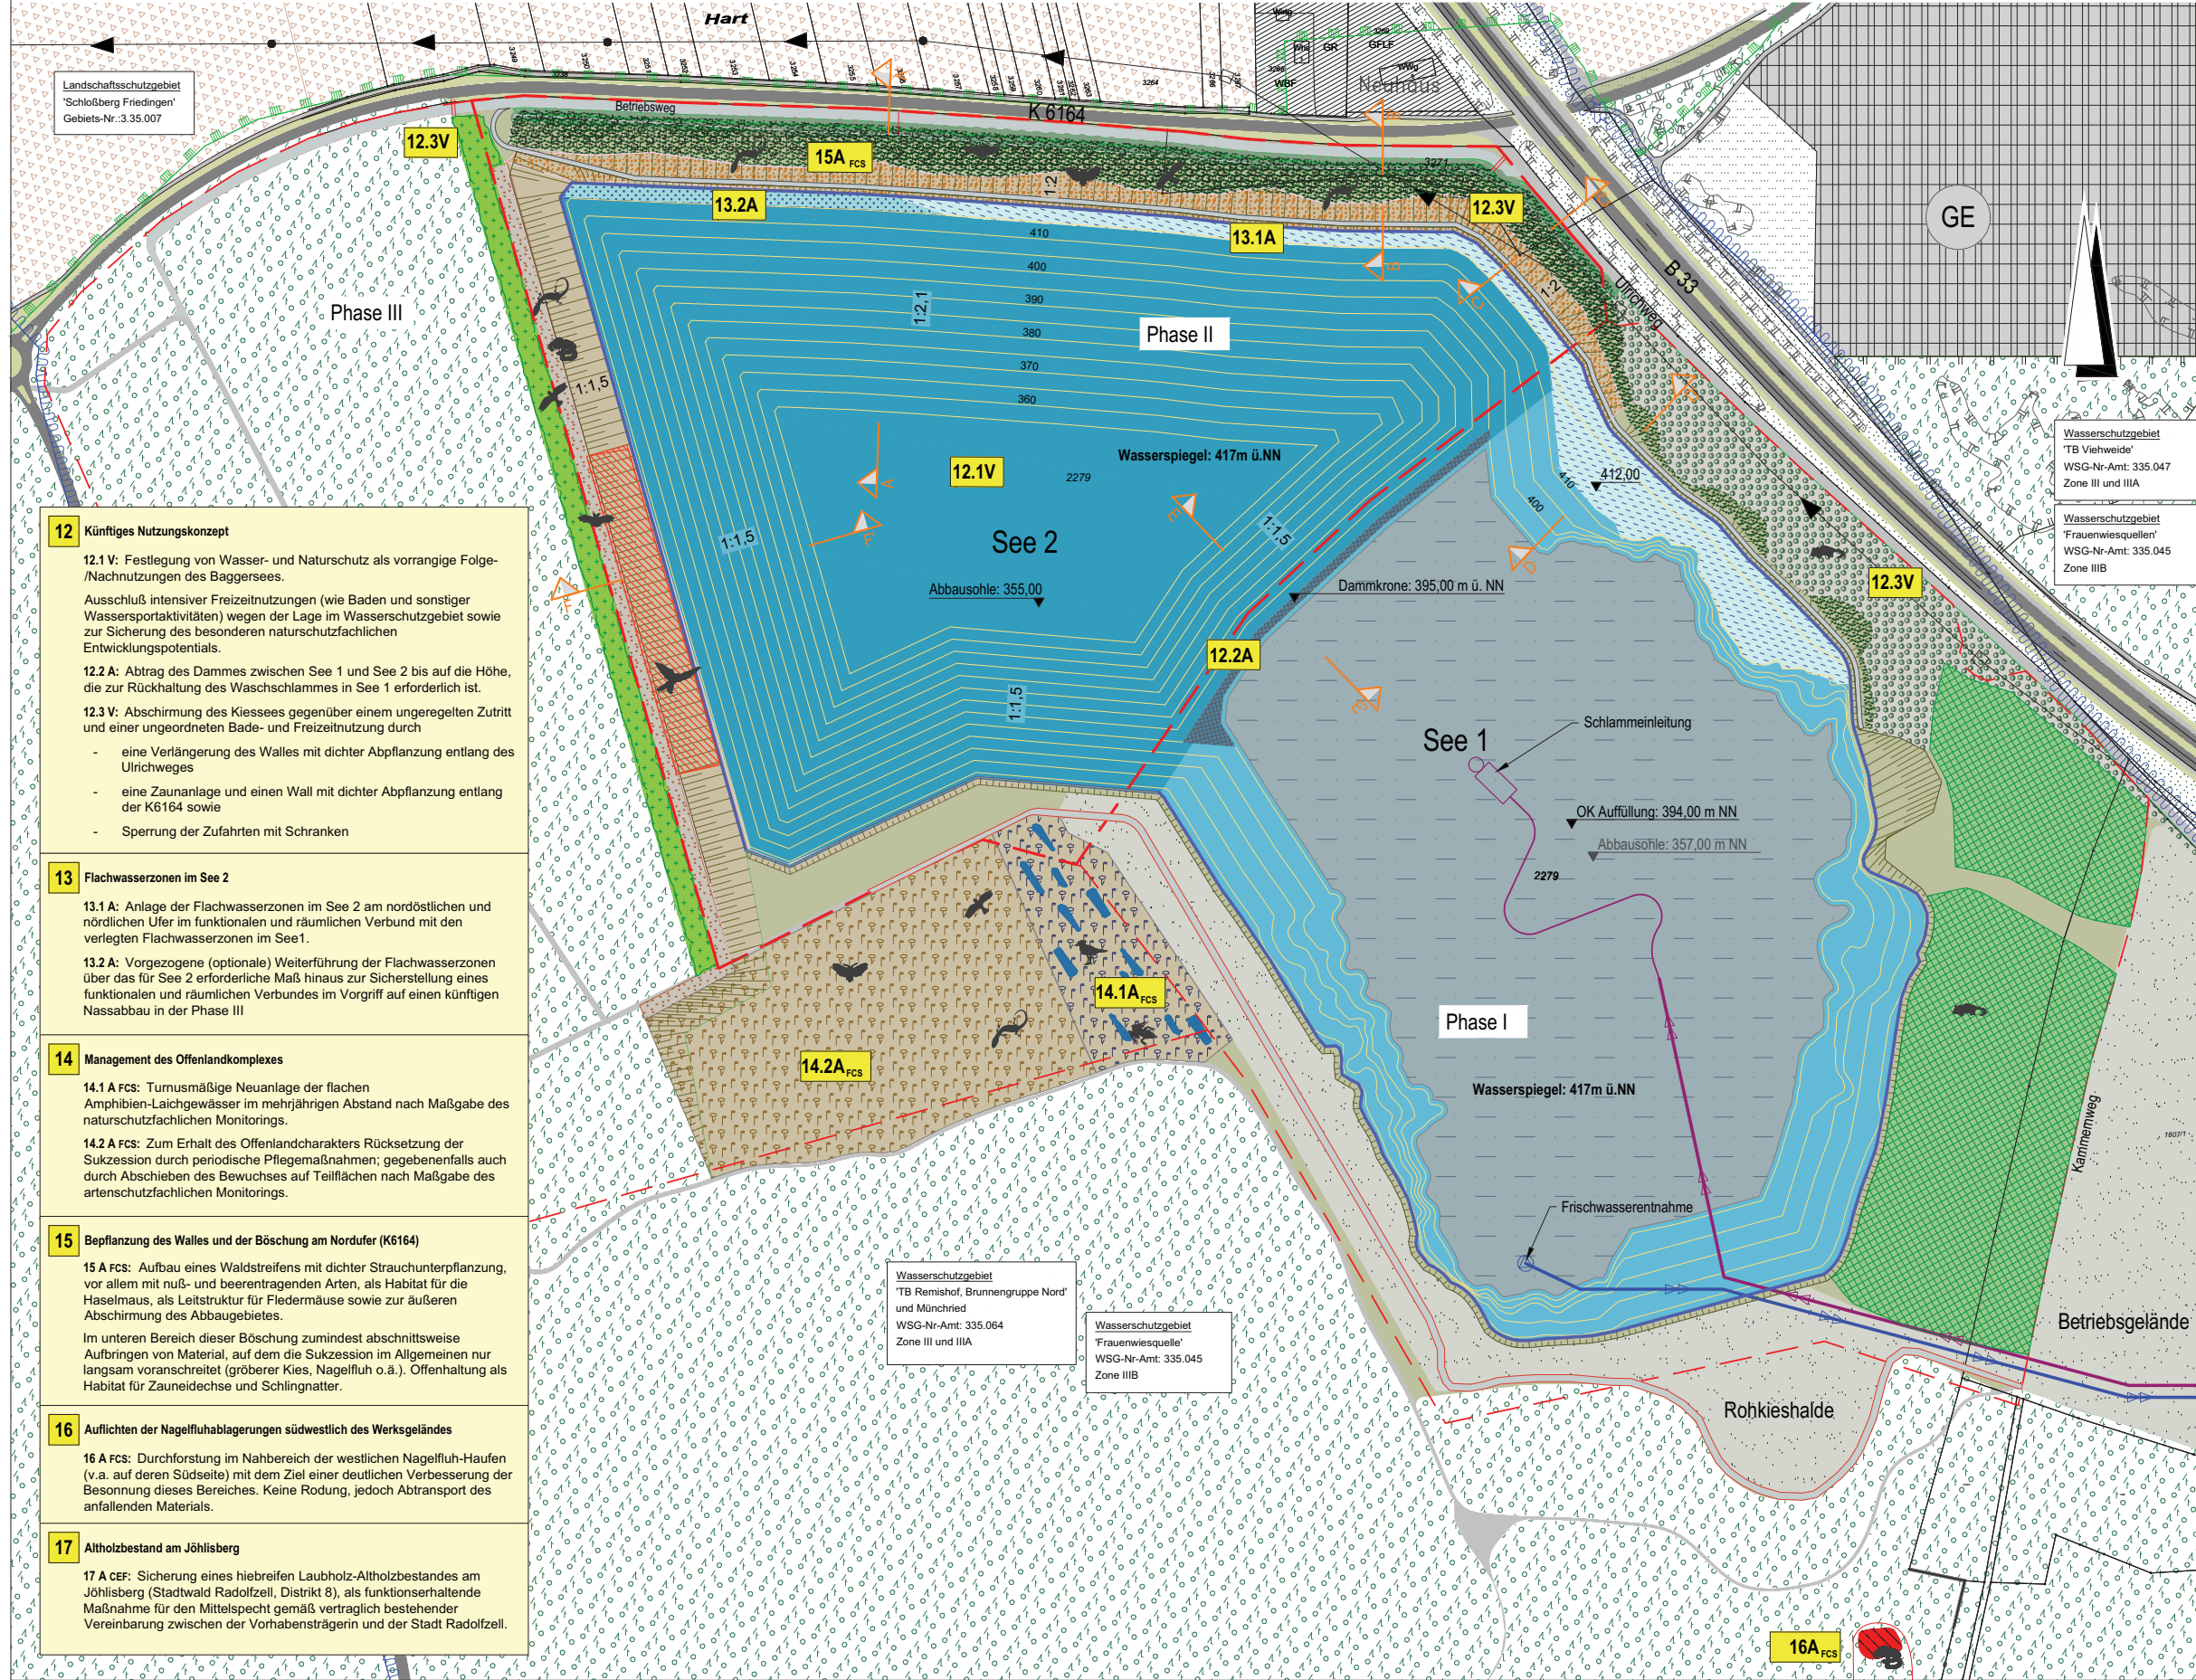 Hart
Landschaftsschutzgebiet
'Schloßberg Friedingen'
Gebiets-Nr.:3.35.007
Betriebsweg
K 6164
WBF
GR
GFLF
WWg
Neuhaus
3264
3271
12.3V
15A FCS
1:2
13.2A
12.3V
13.1A
GE
B 33
Ulrichweg
1:2
Phase III
410
400
390
380
370
360
1:2,1
Phase II
1:1,5
Wasserspiegel: 417m ü.NN
12.1V
2279
See 2
1:1,5
1:1,5
Abbausohle: 355,00
1:1,5
A
B
B
C
D
E
E
F
F
412,00
410
400
Dammkrone: 395,00 m ü. NN
12.2A
12.3V
Wasserschutzgebiet
'TB Viehweide'
WSG-Nr-Amt: 335.047
Zone III und IIIA
Wasserschutzgebiet
'Frauenwiesquellen'
WSG-Nr-Amt: 335.045
Zone IIIB
See 1
Schlammeinleitung
OK Auffüllung: 394,00 m NN
Abbausohle: 357,00 m NN
2279
Phase I
Wasserspiegel: 417m ü.NN
Frischwasserentnahme
14.1A FCS
14.2A FCS
Kammernweg
1807/1
Betriebsgelände
Rohkieshalde
Wasserschutzgebiet
'TB Remishof, Brunnengruppe Nord'
und Münchried
WSG-Nr-Amt: 335.064
Zone III und IIIA
Wasserschutzgebiet
'Frauenwiesquelle'
WSG-Nr-Amt: 335.045
Zone IIIB
16A FCS
12 Künftiges Nutzungskonzept
12.1 V: Festlegung von Wasser- und Naturschutz als vorrangige Folge-
/Nachnutzungen des Baggersees.
Ausschluß intensiver Freizeitnutzungen (wie Baden und sonstiger
Wassersportaktivitäten) wegen der Lage im Wasserschutzgebiet sowie
zur Sicherung des besonderen naturschutzfachlichen
Entwicklungspotentials.
12.2 A: Abtrag des Dammes zwischen See 1 und See 2 bis auf die Höhe,
die zur Rückhaltung des Waschschlammes in See 1 erforderlich ist.
12.3 V: Abschirmung des Kiessees gegenüber einem ungeregelten Zutritt
und einer ungeordneten Bade- und Freizeitnutzung durch
- eine Verlängerung des Walles mit dichter Abpflanzung entlang des
Ulrichweges
- eine Zaunanlage und einen Wall mit dichter Abpflanzung entlang
der K6164 sowie
- Sperrung der Zufahrten mit Schranken
13 Flachwasserzonen im See 2
13.1 A: Anlage der Flachwasserzonen im See 2 am nordöstlichen und
nördlichen Ufer im funktionalen und räumlichen Verbund mit den
verlegten Flachwasserzonen im See1.
13.2 A: Vorgezogene (optionale) Weiterführung der Flachwasserzonen
über das für See 2 erforderliche Maß hinaus zur Sicherstellung eines
funktionalen und räumlichen Verbundes im Vorgriff auf einen künftigen
Nassabbau in der Phase III
14 Management des Offenlandkomplexes
14.1 A FCS: Turnusmäßige Neuanlage der flachen
Amphibien-Laichgewässer im mehrjährigen Abstand nach Maßgabe des
naturschutzfachlichen Monitorings.
14.2 A FCS: Zum Erhalt des Offenlandcharakters Rücksetzung der
Sukzession durch periodische Pflegemaßnahmen; gegebenenfalls auch
durch Abschieben des Bewuchses auf Teilflächen nach Maßgabe des
artenschutzfachlichen Monitorings.
15 Bepflanzung des Walles und der Böschung am Nordufer (K6164)
15 A FCS: Aufbau eines Waldstreifens mit dichter Strauchunterpflanzung,
vor allem mit nuß- und beerentragenden Arten, als Habitat für die
Haselmaus, als Leitstruktur für Fledermäuse sowie zur äußeren
Abschirmung des Abbaugebietes.
Im unteren Bereich dieser Böschung zumindest abschnittsweise
Aufbringen von Material, auf dem die Sukzession im Allgemeinen nur
langsam voranschreitet (gröberer Kies, Nagelfluh o.ä.). Offenhaltung als
Habitat für Zauneidechse und Schlingnatter.
16 Auflichten der Nagelfluhablagerungen südwestlich des Werksgeländes
16 A FCS: Durchforstung im Nahbereich der westlichen Nagelfluh-Haufen
(v.a. auf deren Südseite) mit dem Ziel einer deutlichen Verbesserung der
Besonnung dieses Bereiches. Keine Rodung, jedoch Abtransport des
anfallenden Materials.
17 Altholzbestand am Jöhlisberg
17 A CEF: Sicherung eines hiebreifen Laubholz-Altholzbestandes am
Jöhlisberg (Stadtwald Radolfzell, Distrikt 8), als funktionserhaltende
Maßnahme für den Mittelspecht gemäß vertraglich bestehender
Vereinbarung zwischen der Vorhabensträgerin und der Stadt Radolfzell.